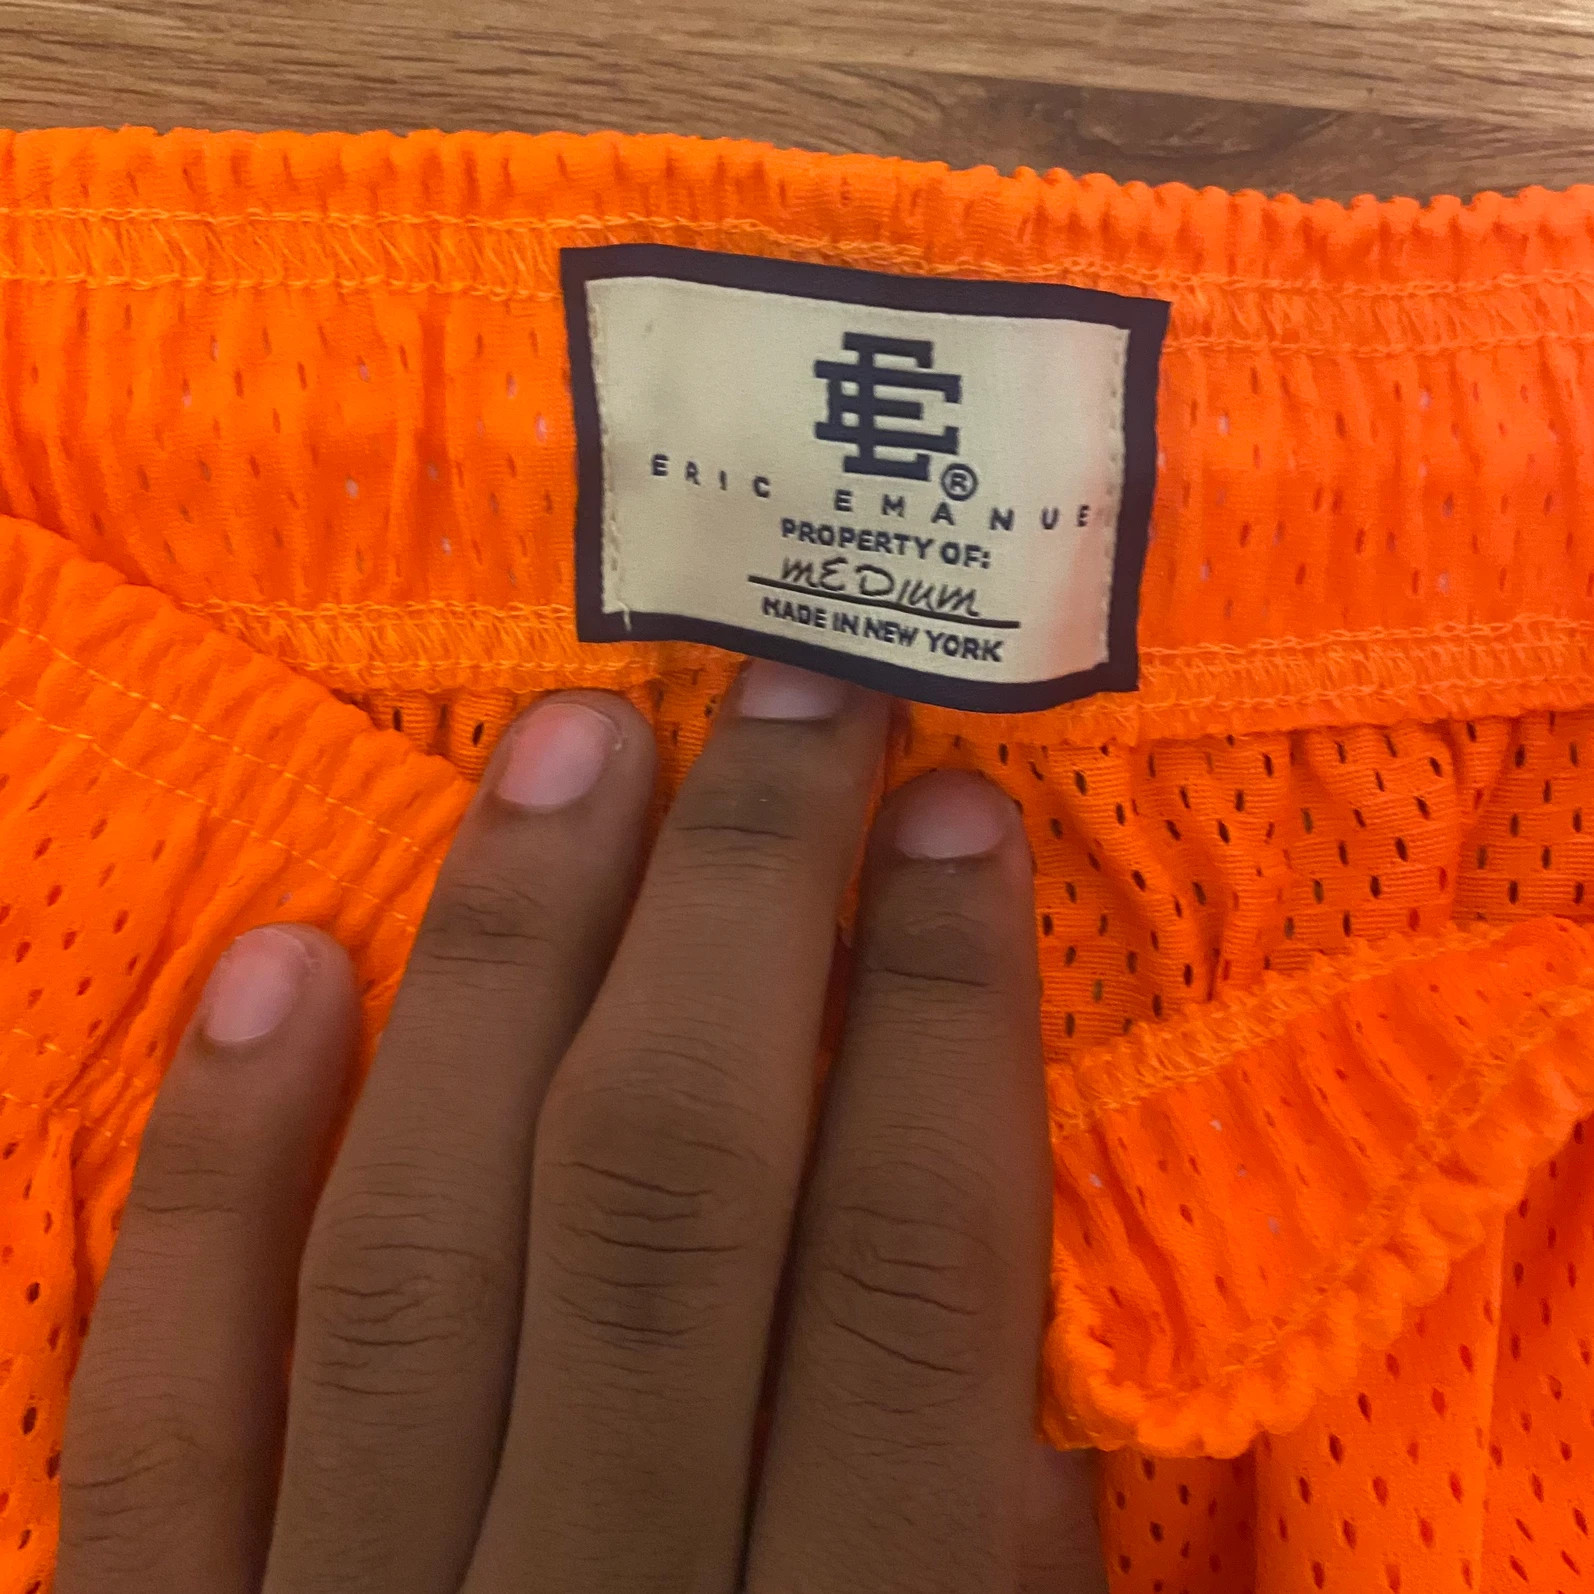 EE®
ERIC EMANUE
PROPERTY OF:
mEDium
MADE IN NEW YORK